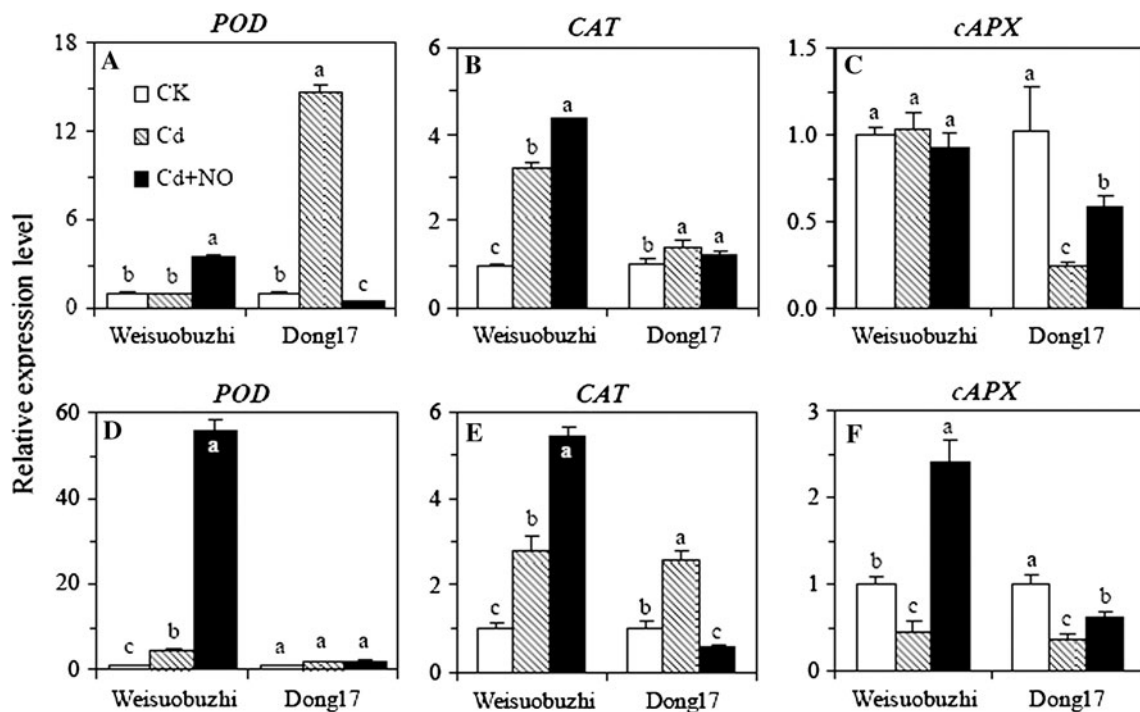 POD
CAT
cAPX
Relative expression level
A
18
12
6
0
CK
Cd
Cd+NO
b
b
a
b
a
c
Weisuobuzhi
Dong17
B
6
4
2
0
c
b
a
b
a
a
Weisuobuzhi
Dong17
C
1.5
1.0
0.5
0.0
a
a
a
a
c
b
Weisuobuzhi
Dong17
POD
CAT
cAPX
D
60
40
20
0
c
b
a
a
a
a
Weisuobuzhi
Dong17
E
6
4
2
0
c
b
a
b
a
c
Weisuobuzhi
Dong17
F
3
2
1
0
b
c
a
a
c
b
Weisuobuzhi
Dong17